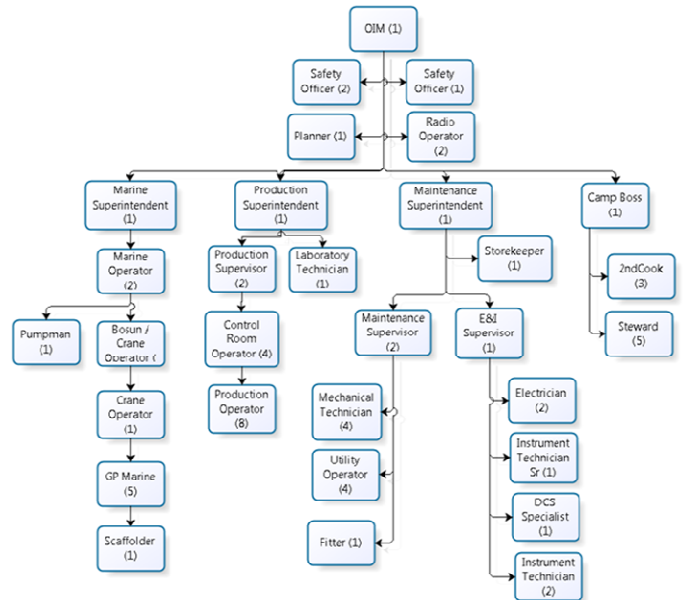 OIM (1)
Safety
Officer (2)
Safety
Officer (1)
Planner (1)
Radio
Operator
(2)
Marine
Superintendent
(1)
Production
Superintendent
(1)
Maintenance
Superintendent
(1)
Camp Boss
(1)
Marine
Operator
(2)
Production
Supervisor
(2)
Laboratory
Technician
(1)
Storekeeper
(1)
2ndCook
(3)
Pumpman
(1)
Bosun /
Crane
Operator (
Control
Room
Operator (4)
Maintenance
Supervisor
(2)
E&I
Supervisor
(1)
Steward
(5)
Crane
Operator
(1)
Production
Operator
(8)
Mechanical
Technician
(4)
Electrician
(2)
GP Marine
(5)
Utility
Operator
(4)
Instrument
Technician
Sr (1)
Scaffolder
(1)
Fitter (1)
DCS
Specialist
(1)
Instrument
Technician
(2)